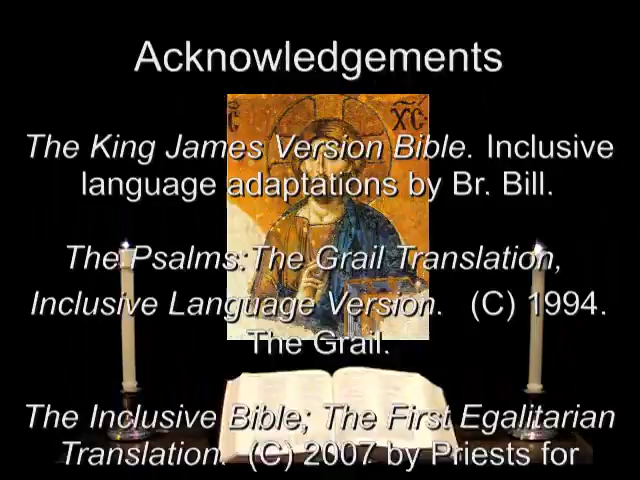 Acknowledgements
The King James Version Bible. Inclusive
language adaptations by Br. Bill.
The Psalms:The Grail Translation,
Inclusive Language Version. (C) 1994.
The Grail.
The Inclusive Bible; The First Egalitarian
Translation. (C) 2007 by Priests for
XC